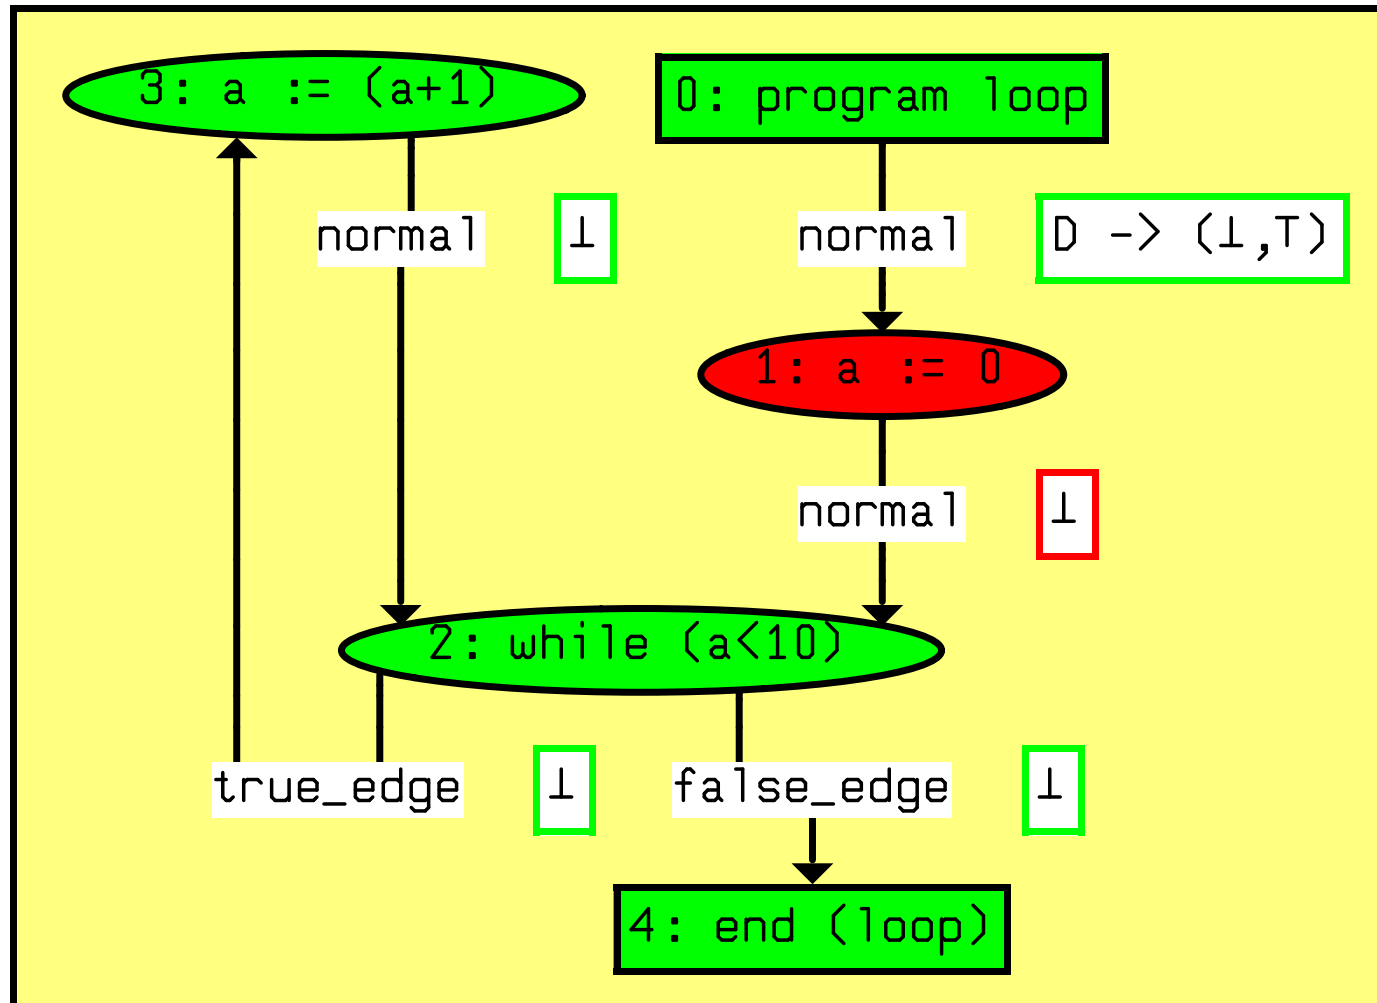 3: a := (a+1)
0: program loop
normal
⊥
normal
D -> (⊥,T)
1: a := 0
normal
⊥
2: while (a<10)
true_edge
⊥
false_edge
⊥
4: end (loop)